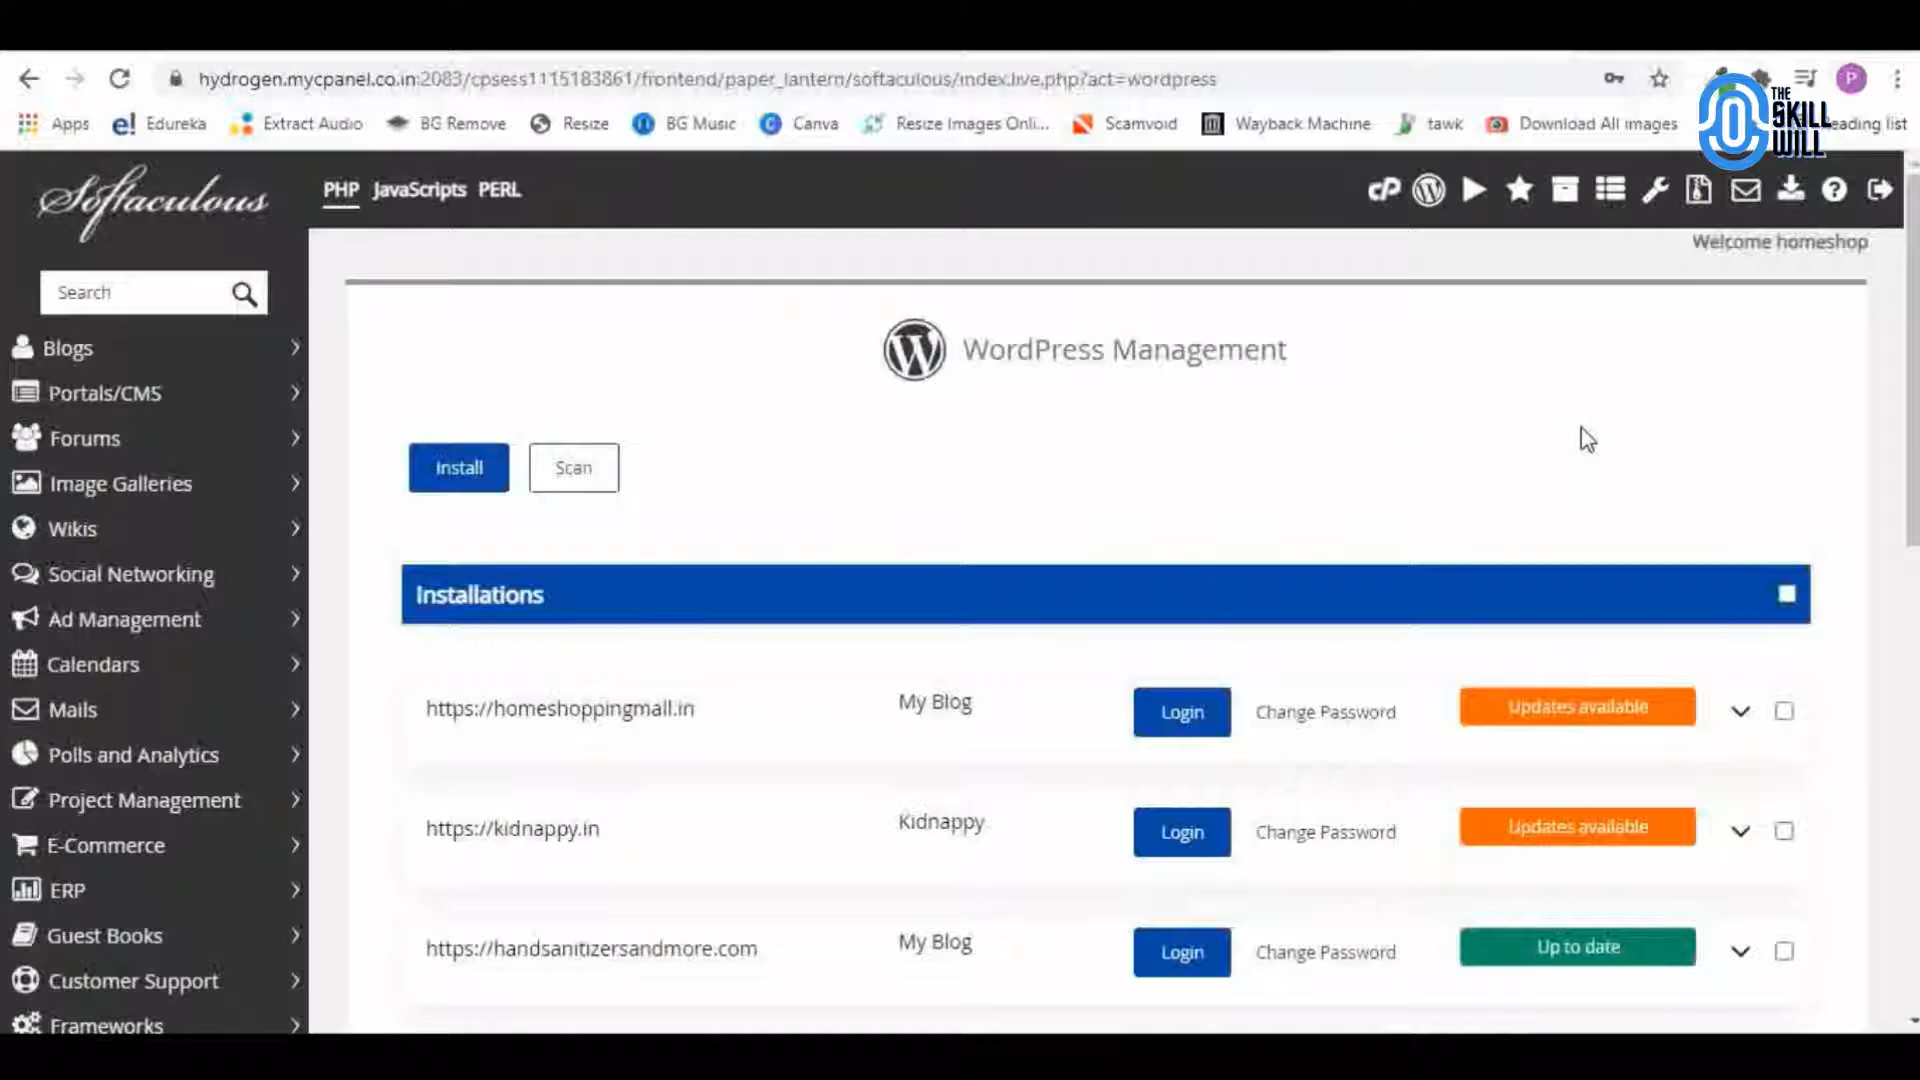 hydrogen.mycpanel.co.in:2083/cpsess1115183861/frontend/paper_lantern/softaculous/index.live.php?act=wordpress
P
Apps
Edureka
Extract Audio
BG Remove
Resize
BG Music
Canva
Resize Images Onli...
Scamvoid
Wayback Machine
tawk
Download All Images
eading list
THE
SKILL
WILL
Softaculous
PHP JavaScripts PERL
cP
Welcome homeshop
Search
Blogs
Portals/CMS
Forums
Image Galleries
Wikis
Social Networking
Ad Management
Calendars
Mails
Polls and Analytics
Project Management
E-Commerce
ERP
Guest Books
Customer Support
Frameworks
WordPress Management
Install
Scan
Installations
https://homeshoppingmall.in My Blog Login Change Password Updates available
https://kidnappy.in Kidnappy Login Change Password Updates available
https://handsanitizersandmore.com My Blog Login Change Password Up to date